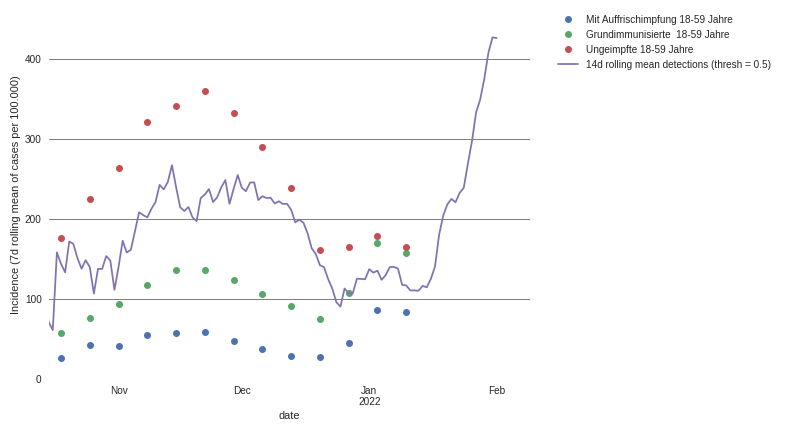 Mit Auffrischimpfung 18-59 Jahre
Grundimmunisierte  18-59 Jahre
Ungeimpfte 18-59 Jahre
14d rolling mean detections (thresh = 0.5)
Incidence (7d rolling mean of cases per 100.000)
400
300
200
100
0
Nov
Dec
Jan
2022
Feb
date